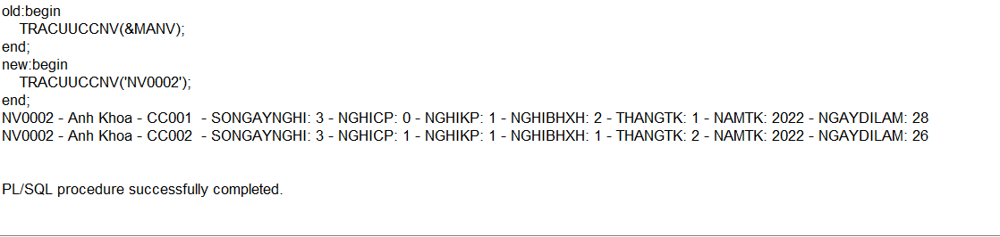 old:begin
TRACUUCCNV(&MANV);
end;
new:begin
TRACUUCCNV('NV0002');
end;
NV0002 - Anh Khoa - CC001  - SONGAYNGHI: 3 - NGHICP: 0 - NGHIKP: 1 - NGHIBHXH: 2 - THANGTK: 1 - NAMTK: 2022 - NGAYDILAM: 28
NV0002 - Anh Khoa - CC002  - SONGAYNGHI: 3 - NGHICP: 1 - NGHIKP: 1 - NGHIBHXH: 1 - THANGTK: 2 - NAMTK: 2022 - NGAYDILAM: 26
PL/SQL procedure successfully completed.